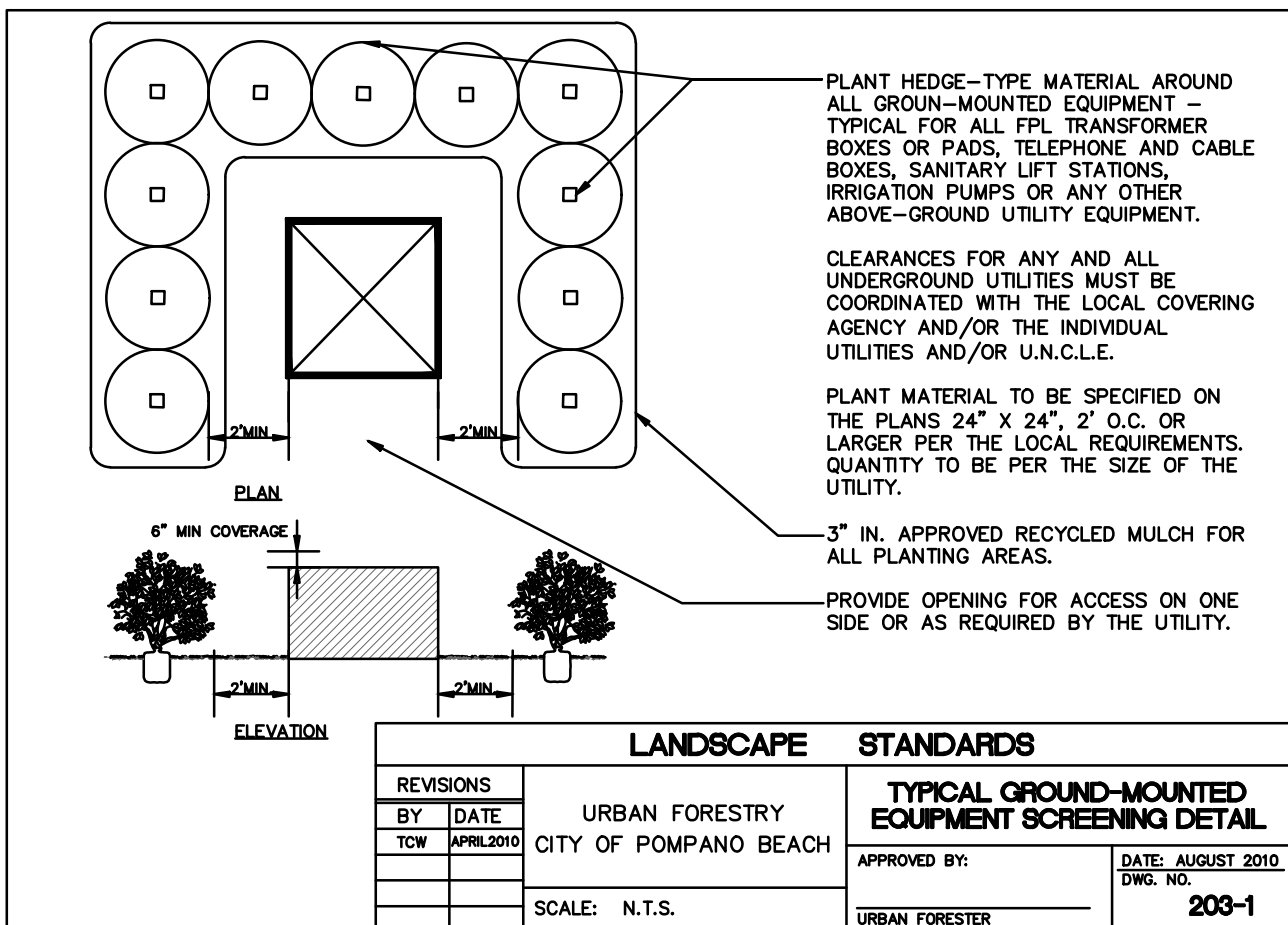 PLANT HEDGE-TYPE MATERIAL AROUND
ALL GROUN-MOUNTED EQUIPMENT -
TYPICAL FOR ALL FPL TRANSFORMER
BOXES OR PADS, TELEPHONE AND CABLE
BOXES, SANITARY LIFT STATIONS,
IRRIGATION PUMPS OR ANY OTHER
ABOVE-GROUND UTILITY EQUIPMENT.
CLEARANCES FOR ANY AND ALL
UNDERGROUND UTILITIES MUST BE
COORDINATED WITH THE LOCAL COVERING
AGENCY AND/OR THE INDIVIDUAL
UTILITIES AND/OR U.N.C.L.E.
PLANT MATERIAL TO BE SPECIFIED ON
THE PLANS 24" X 24", 2' O.C. OR
LARGER PER THE LOCAL REQUIREMENTS.
QUANTITY TO BE PER THE SIZE OF THE
UTILITY.
3" IN. APPROVED RECYCLED MULCH FOR
ALL PLANTING AREAS.
PROVIDE OPENING FOR ACCESS ON ONE
SIDE OR AS REQUIRED BY THE UTILITY.
2'MIN
2'MIN
PLAN
6" MIN COVERAGE
2'MIN
2'MIN
ELEVATION
LANDSCAPE STANDARDS
REVISIONS
BY DATE
TCW APRIL2010
URBAN FORESTRY
CITY OF POMPANO BEACH
SCALE: N.T.S.
TYPICAL GROUND-MOUNTED
EQUIPMENT SCREENING DETAIL
APPROVED BY:
URBAN FORESTER
DATE: AUGUST 2010
DWG. NO.
203-1